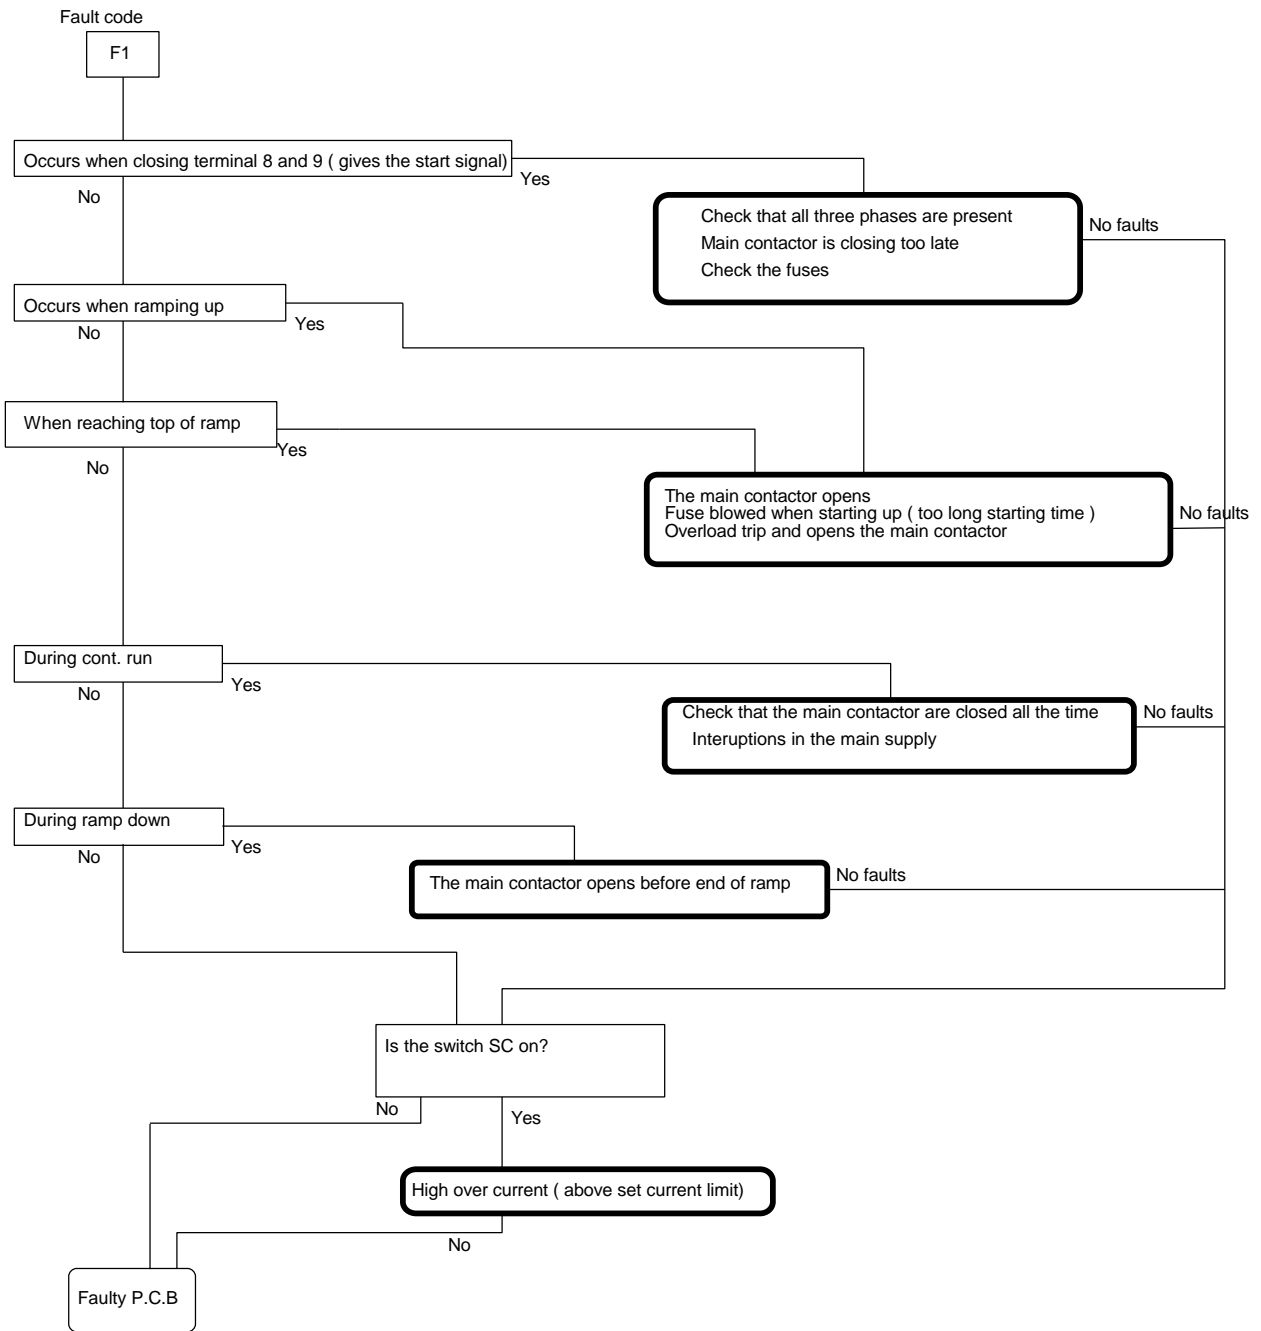 Fault code
F1
Occurs when closing terminal 8 and 9 ( gives the start signal)
Yes
No
Check that all three phases are present
Main contactor is closing too late
Check the fuses
No faults
Occurs when ramping up
Yes
No
When reaching top of ramp
Yes
No
The main contactor opens
Fuse blowed when starting up ( too long starting time )
Overload trip and opens the main contactor
No faults
During cont. run
Yes
No
Check that the main contactor are closed all the time
Interuptions in the main supply
No faults
During ramp down
Yes
No
The main contactor opens before end of ramp
No faults
Is the switch SC on?
No
Yes
High over current ( above set current limit)
No
Faulty P.C.B